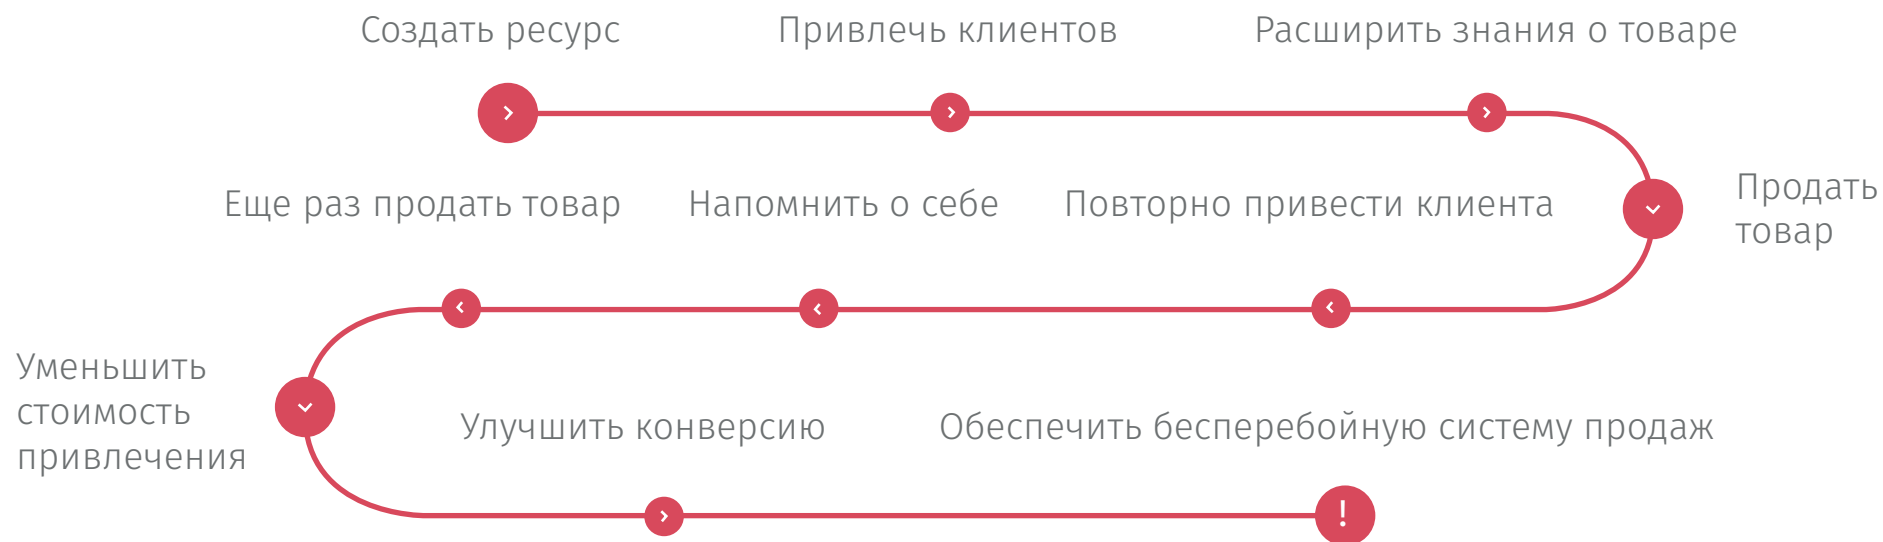 Создать ресурс
Привлечь клиентов
Расширить знания о товаре
Продать
товар
Еще раз продать товар
Напомнить о себе
Повторно привести клиента
Уменьшить
стоимость
привлечения
Улучшить конверсию
Обеспечить бесперебойную систему продаж
!